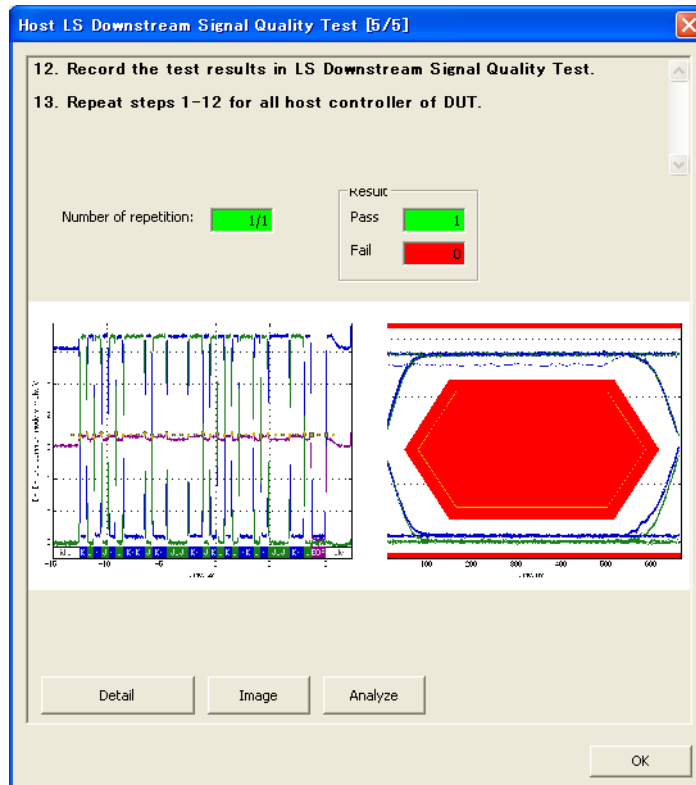 Host LS Downstream Signal Quality Test [5/5]
12. Record the test results in LS Downstream Signal Quality Test.
13. Repeat steps 1-12 for all host controller of DUT.
Result
Number of repetition: 1/1
Pass 1
Fail 0
-15 -10 -5
100 200 300 400 500 600
Detail Image Analyze
OK